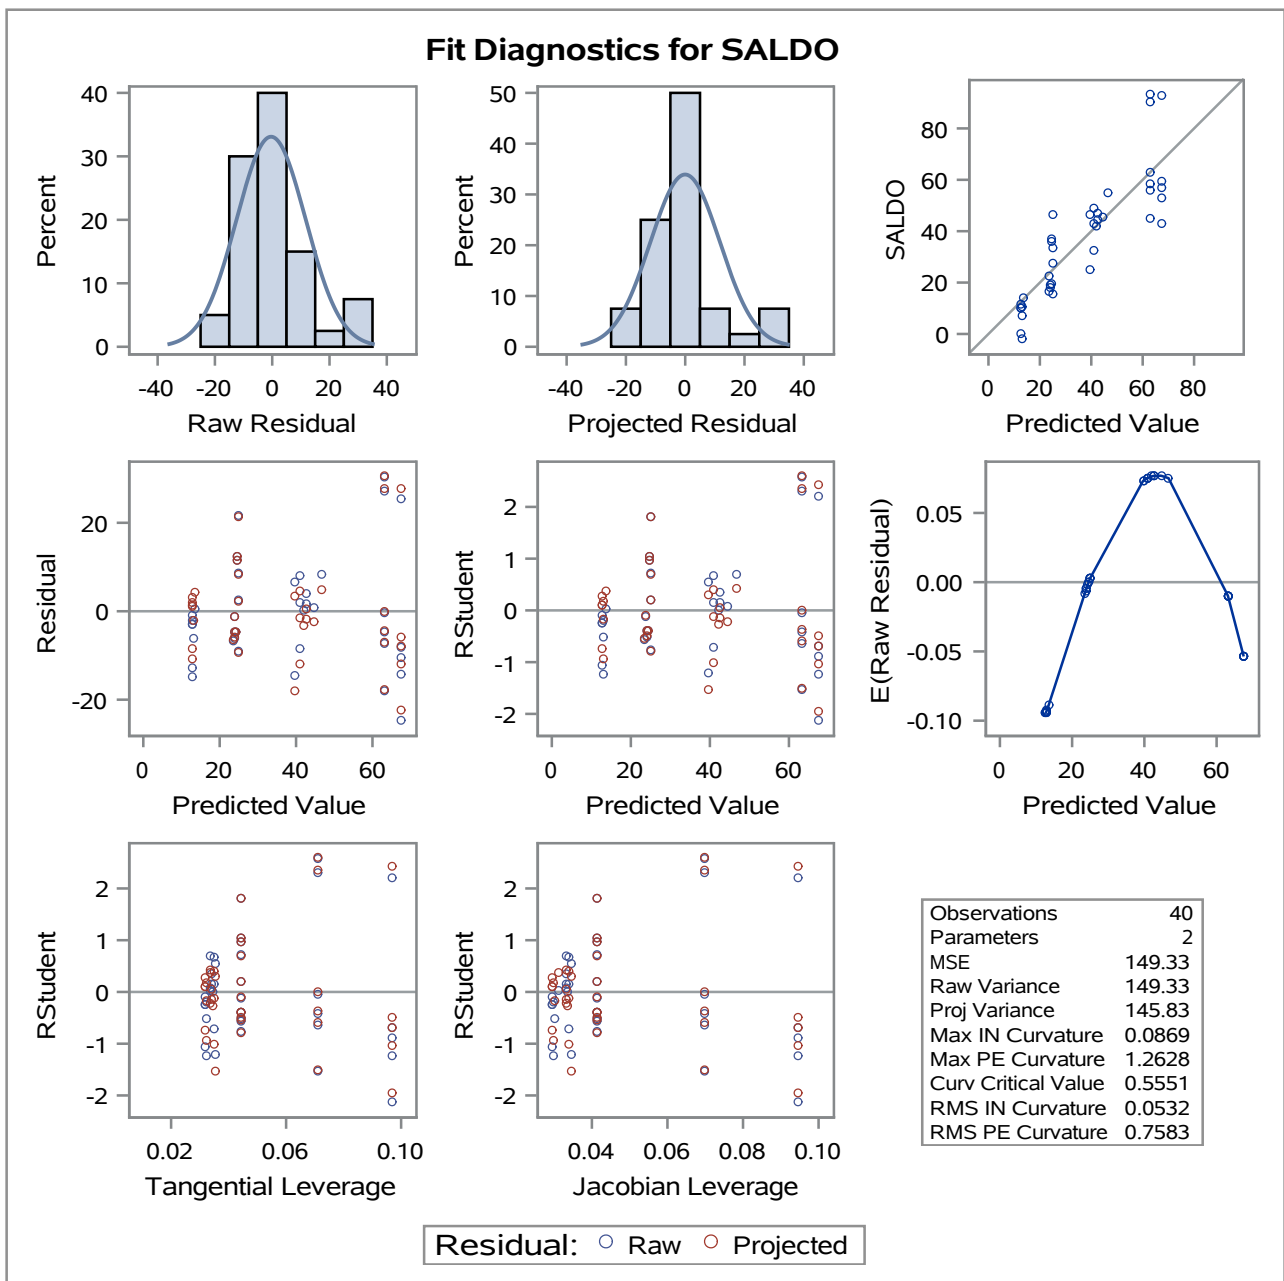 Fit Diagnostics for SALDO
Percent
40
30
20
10
0
-40 -20 0 20 40
Raw Residual
Percent
50
40
30
20
10
0
-40 -20 0 20 40
Projected Residual
SALDO
80
60
40
20
0
0 20 40 60 80
Predicted Value
Residual
20
0
-20
0 20 40 60
Predicted Value
RStudent
2
1
0
-1
-2
0 20 40 60
Predicted Value
E(Raw Residual)
0.05
0.00
-0.05
-0.10
0 20 40 60
Predicted Value
RStudent
2
1
0
-1
-2
0.02 0.06 0.10
Tangential Leverage
RStudent
2
1
0
-1
-2
0.04 0.06 0.08 0.10
Jacobian Leverage
Observations 40
Parameters 2
MSE 149.33
Raw Variance 149.33
Proj Variance 145.83
Max IN Curvature 0.0869
Max PE Curvature 1.2628
Curv Critical Value 0.5551
RMS IN Curvature 0.0532
RMS PE Curvature 0.7583
Residual: Raw Projected